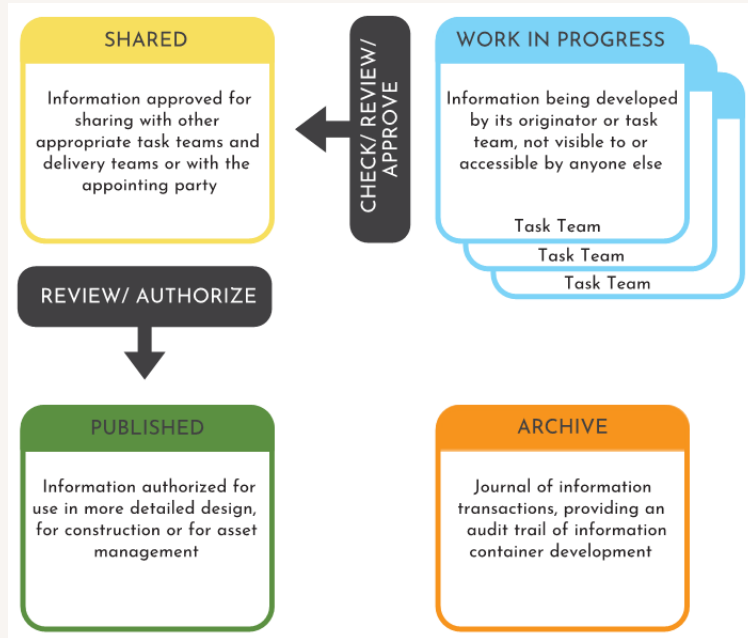 SHARED
Information approved for
sharing with other
appropriate task teams and
delivery teams or with the
appointing party
CHECK/ REVIEW/
APPROVE
WORK IN PROGRESS
Information being developed
by its originator or task
team, not visible to or
accessible by anyone else
Task Team
Task Team
Task Team
REVIEW/ AUTHORIZE
PUBLISHED
Information authorized for
use in more detailed design,
for construction or for asset
management
ARCHIVE
Journal of information
transactions, providing an
audit trail of information
container development